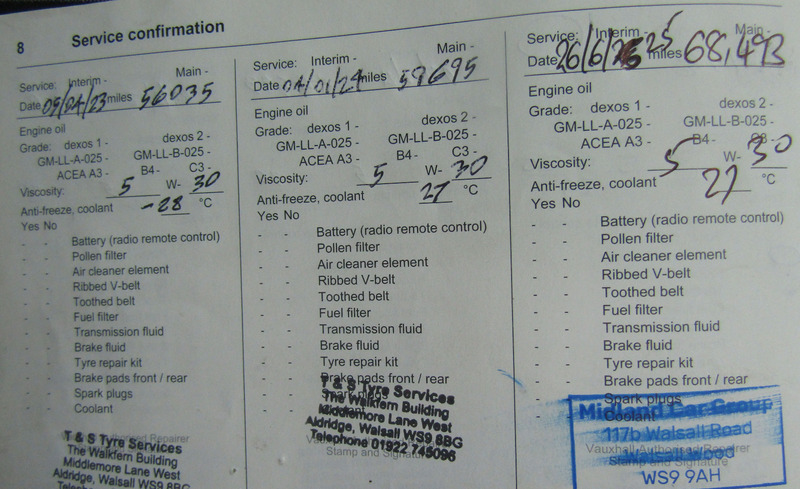 8 Service confirmation
Service: Interim - Main -
Date 05/04/23 miles 56035
Engine oil
Grade: dexos 1 - dexos 2 -
GM-LL-A-025 - GM-LL-B-025 -
ACEA A3 - B4 - C3 -
Viscosity: 5 W- 30
Anti-freeze, coolant -28 °C
Yes No
- - Battery (radio remote control)
- - Pollen filter
- - Air cleaner element
- - Ribbed V-belt
- - Toothed belt
- - Fuel filter
- - Transmission fluid
- - Brake fluid
- - Tyre repair kit
- - Brake pads front / rear
- - Spark plugs
- - Coolant
T & S Tyre Services
The Walkfern Building
Middlemore Lane West
Aldridge, Walsall WS9 8BG
Service: Interim - Main -
Date 04/01/24 miles 59695
Engine oil
Grade: dexos 1 - dexos 2 -
GM-LL-A-025 - GM-LL-B-025 -
ACEA A3 - B4 - C3 -
Viscosity: 5 W- 30
Anti-freeze, coolant 27 °C
Yes No
- - Battery (radio remote control)
- - Pollen filter
- - Air cleaner element
- - Ribbed V-belt
- - Toothed belt
- - Fuel filter
- - Transmission fluid
- - Brake fluid
- - Tyre repair kit
- - Brake pads front / rear
- - Spark plugs
T & S Tyre Services
The Walkfern Building
Middlemore Lane West
Aldridge, Walsall WS9 8BG
Telephone 01922 745096
Stamp and Signature
Service: Interim - Main -
Date 26/6/25 miles 68,493
Engine oil
Grade: dexos 1 - dexos 2 -
GM-LL-A-025 - GM-LL-B-025 -
ACEA A3 - B4 - C3 -
Viscosity: 5 W- 30
Anti-freeze, coolant 27 °C
Yes No
- - Battery (radio remote control)
- - Pollen filter
- - Air cleaner element
- - Ribbed V-belt
- - Toothed belt
- - Fuel filter
- - Transmission fluid
- - Brake fluid
- - Tyre repair kit
- - Brake pads front / rear
- - Spark plugs
- - Coolant
Midland Car Group
117b Walsall Road
Vauxhall Authorised Repairer
Walsall Wood
Stamp and Signature
WS9 9AH